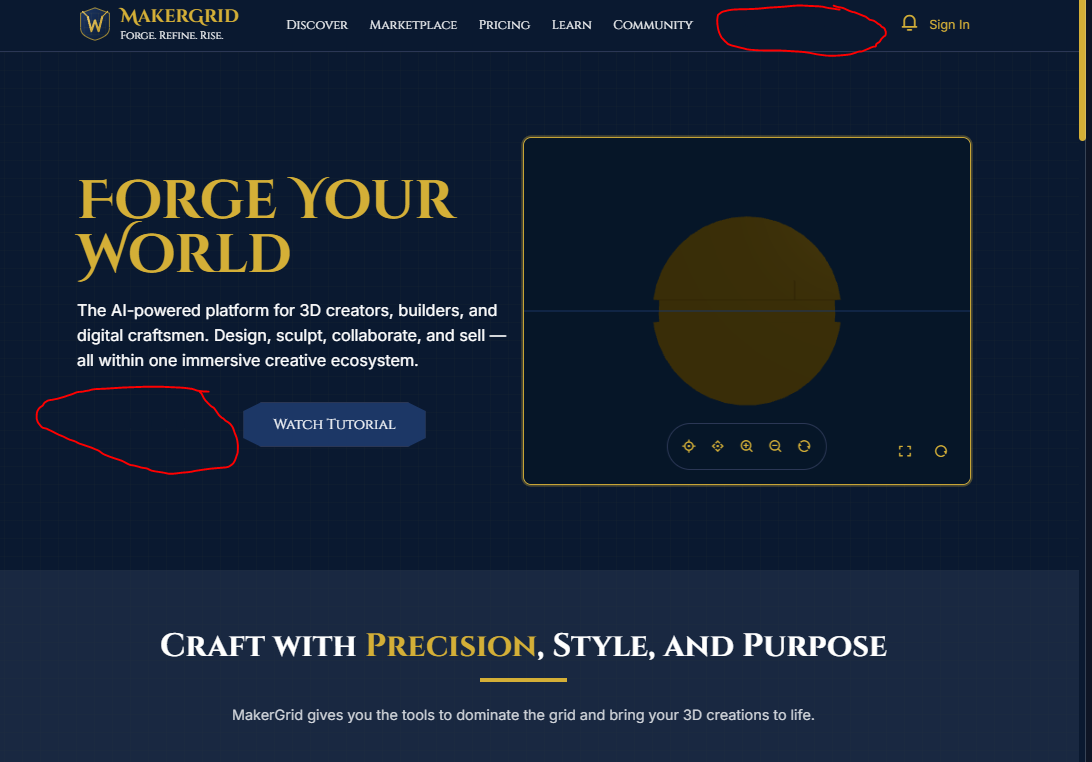 MakerGrid
Forge. Refine. Rise.
Discover Marketplace Pricing Learn Community Sign In
Forge Your
World
The AI-powered platform for 3D creators, builders, and
digital craftsmen. Design, sculpt, collaborate, and sell —
all within one immersive creative ecosystem.
Watch Tutorial
Craft with Precision, Style, and Purpose
MakerGrid gives you the tools to dominate the grid and bring your 3D creations to life.